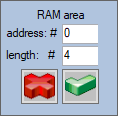 RAM area
address: # 0
length: # 4